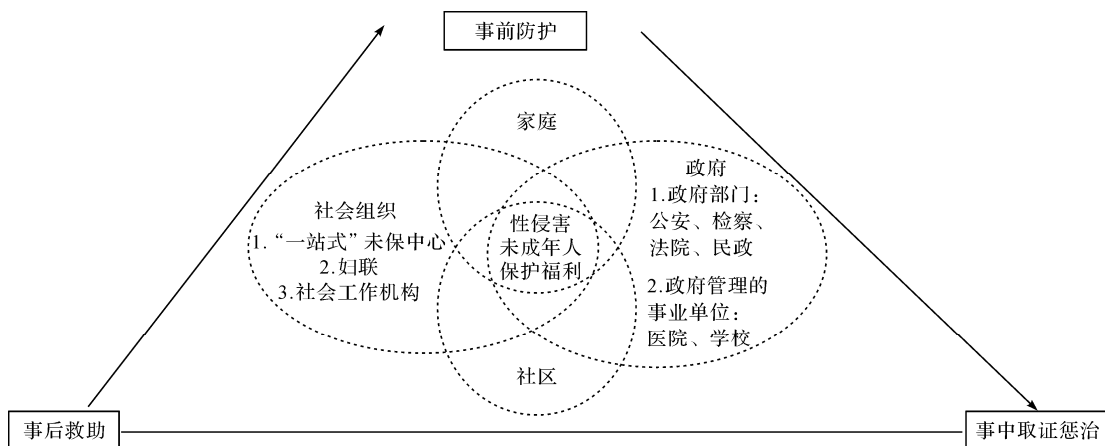 事前防护
家庭
社会组织
1.“一站式”未保中心
2.妇联
3.社会工作机构
性侵害
未成年人
保护福利
政府
1.政府部门：
公安、检察、
法院、民政
2.政府管理的
事业单位：
医院、学校
社区
事后救助
事中取证惩治